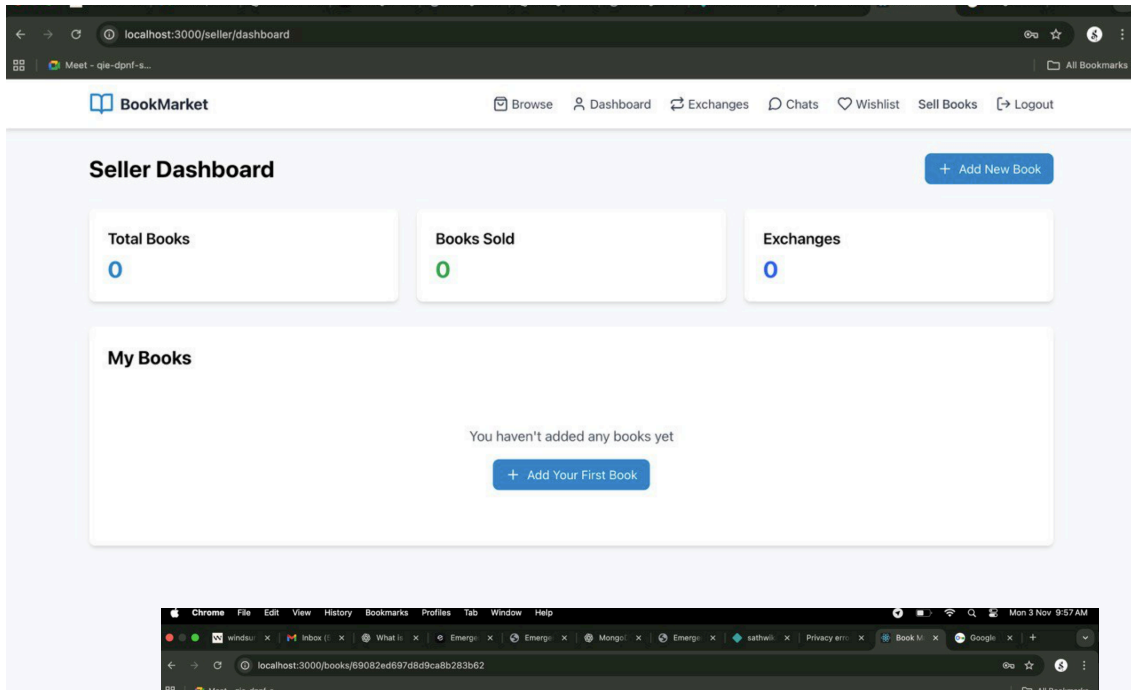 localhost:3000/seller/dashboard
Meet - qie-dpnf-s...
All Bookmarks
BookMarket
Browse
Dashboard
Exchanges
Chats
Wishlist
Sell Books
Logout
Seller Dashboard
+ Add New Book
Total Books
0
Books Sold
0
Exchanges
0
My Books
You haven't added any books yet
+ Add Your First Book
Chrome File Edit View History Bookmarks Profiles Tab Window Help
Mon 3 Nov 9:57 AM
windsur
Inbox (
What is
Emerge
Emerge
Mongo
Emerge
sathwik
Privacy erro
Book M
Google
localhost:3000/books/69082ed697d8d9ca8b283b62